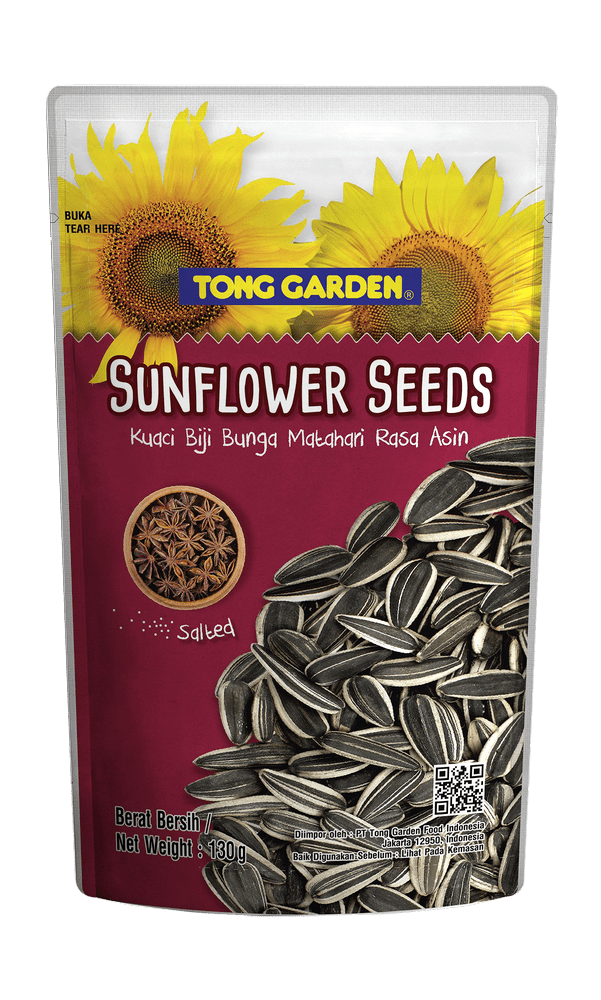 BUKA
TEAR HERE
TONG GARDEN®
SUNFLOWER SEEDS
Kuaci Biji Bunga Matahari Rasa Asin
Salted
Berat Bersih /
Net Weight : 130g
Diimpor oleh : PT Tong Garden Food Indonesia
Jakarta 12950, Indonesia
Baik Digunakan Sebelum : Lihat Pada Kemasan